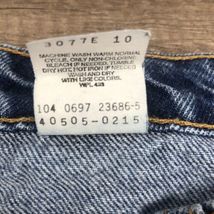 3077E 10
MACHINE WASH WARM NORMAL
CYCLE, ONLY NON-CHLORINE
BLEACH IF NEEDED. TUMBLE
DRY HOT, HOT IRON IF NEEDED
WASH AND DRY
WITH LIKE COLORS.
WPL 423
104 0697 23686-5
40505-0215